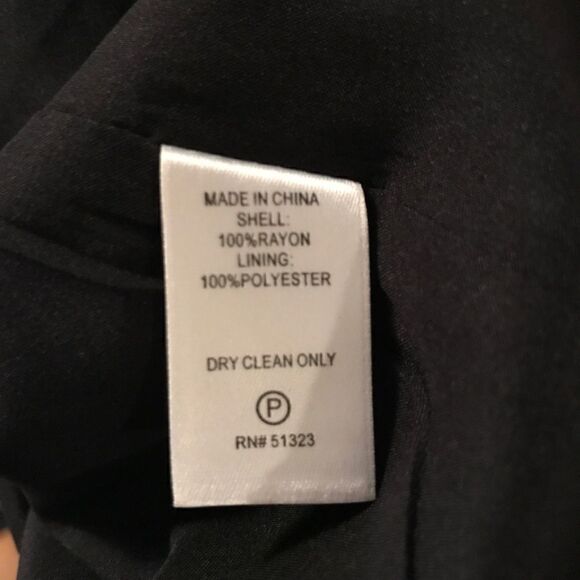 MADE IN CHINA
SHELL:
100%RAYON
LINING:
100%POLYESTER
DRY CLEAN ONLY
P
RN# 51323